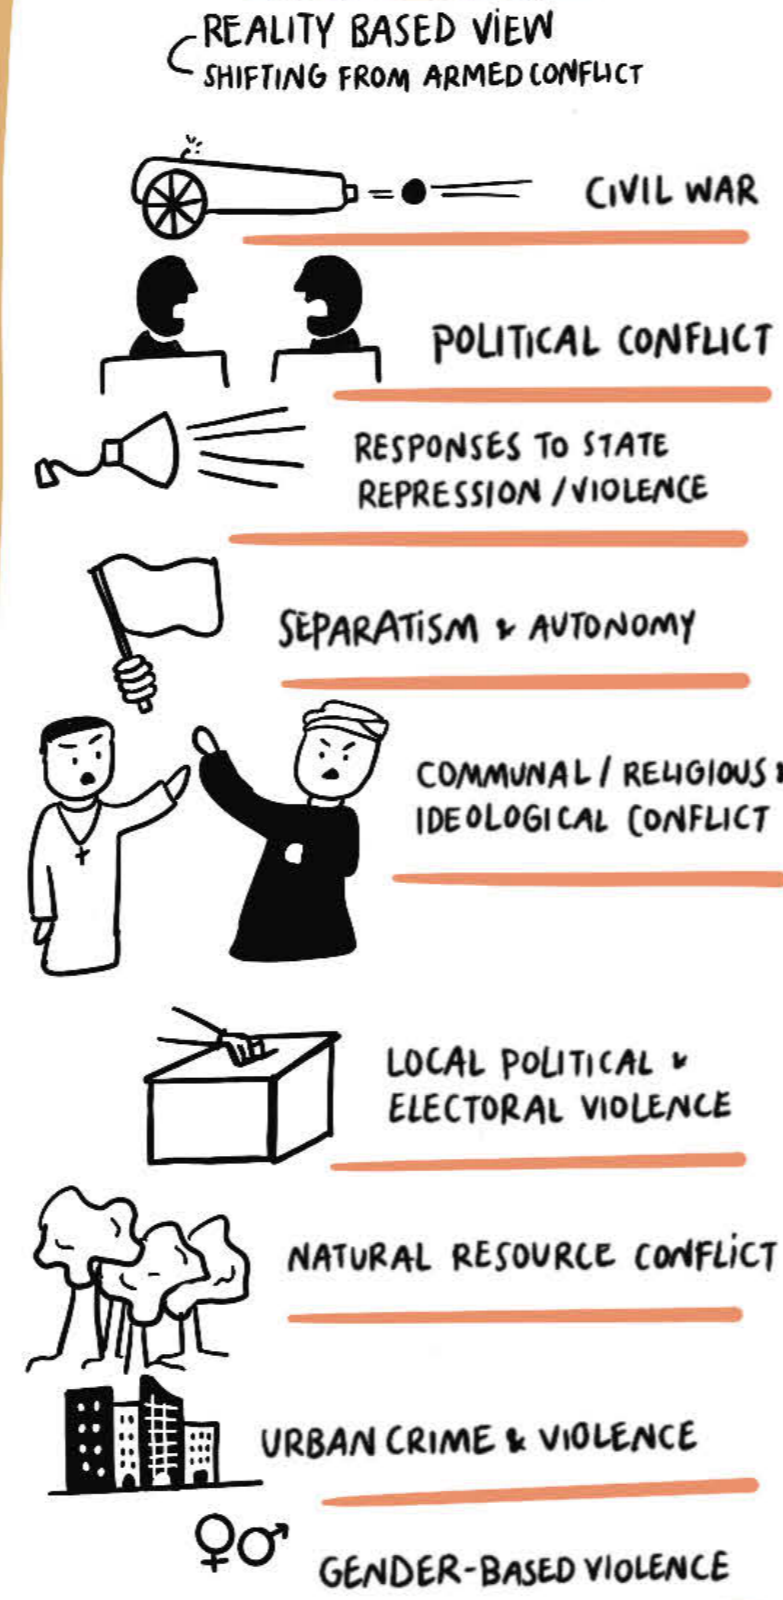 REALITY BASED VIEW
SHIFTING FROM ARMED CONFLICT
CIVIL WAR
POLITICAL CONFLICT
RESPONSES TO STATE
REPRESSION / VIOLENCE
SEPARATISM & AUTONOMY
COMMUNAL / RELIGIOUS &
IDEOLOGICAL CONFLICT
LOCAL POLITICAL &
ELECTORAL VIOLENCE
NATURAL RESOURCE CONFLICT
URBAN CRIME & VIOLENCE
GENDER-BASED VIOLENCE